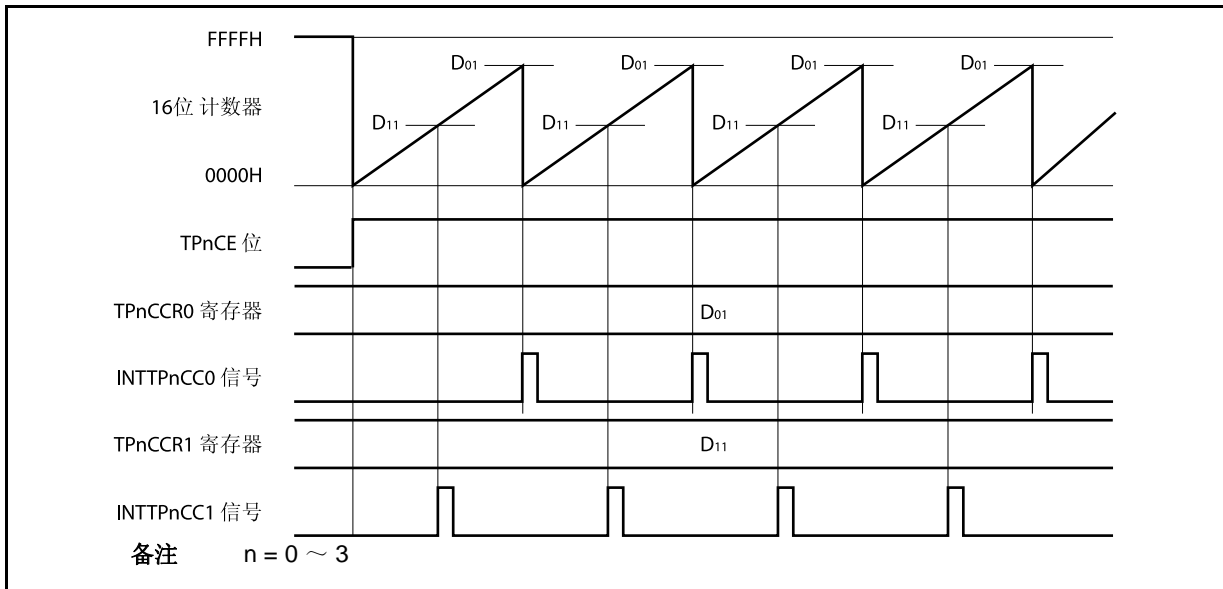 FFFFH
D01 D01 D01 D01
16位 计数器
D11 D11 D11 D11
0000H
TPnCE 位
TPnCCR0 寄存器 D01
INTTPnCC0 信号
TPnCCR1 寄存器 D11
INTTPnCC1 信号
备注 n = 0 ～ 3